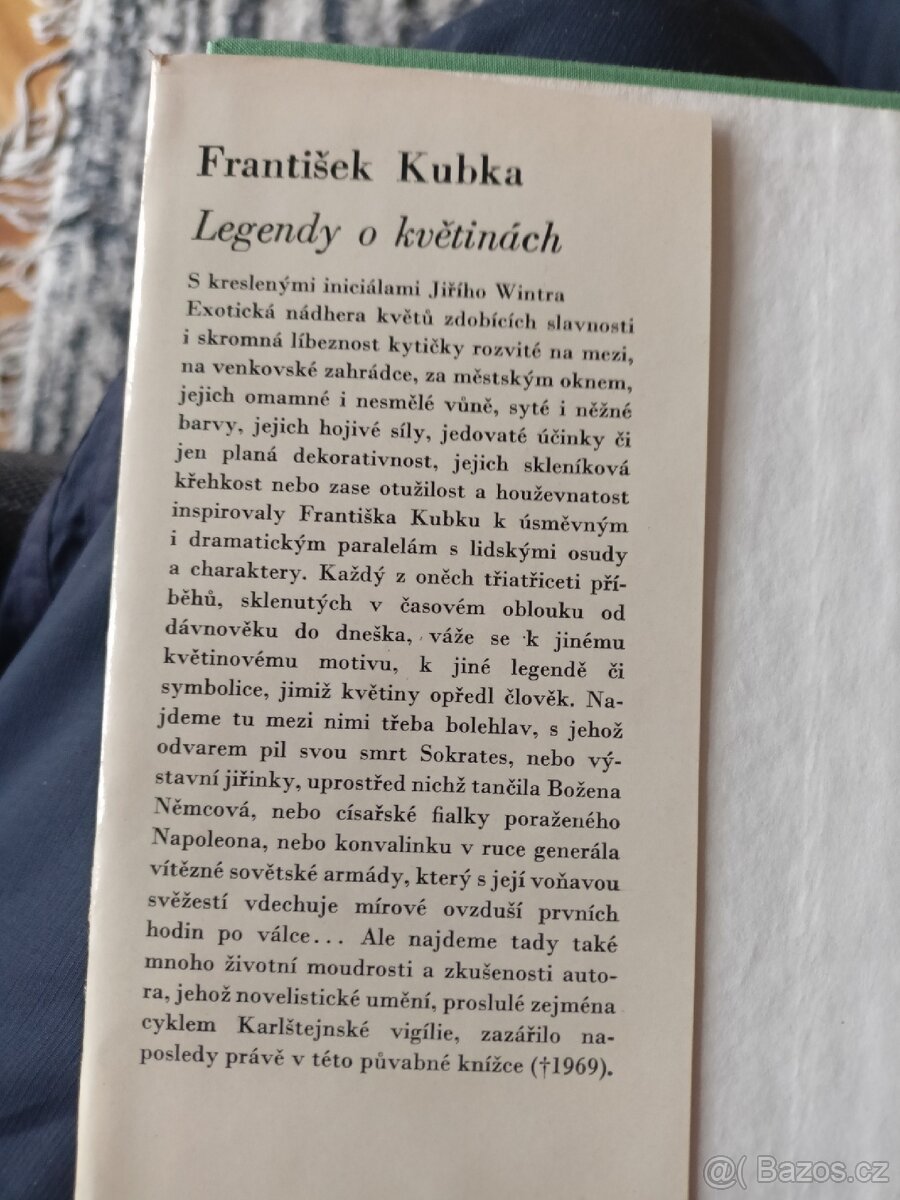 František Kubka
Legendy o květinách
S kreslenými iniciálami Jiřího Wintra
Exotická nádhera květů zdobících slavnosti
i skromná líbeznost kytičky rozvité na mezi,
na venkovské zahrádce, za městským oknem,
jejich omamné i nesmělé vůně, syté i něžné
barvy, jejich hojivé síly, jedovaté účinky či
jen planá dekorativnost, jejich skleníková
křehkost nebo zase otužilost a houževnatost
inspirovaly Františka Kubku k úsměvným
i dramatickým paralelám s lidskými osudy
a charaktery. Každý z oněch třiatřiceti pří-
běhů, sklenutých v časovém oblouku od
dávnověku do dneška, váže se k jinému
květinovému motivu, k jiné legendě či
symbolice, jimiž květiny opředl člověk. Na-
jdeme tu mezi nimi třeba bolehlav, s jehož
odvarem pil svou smrt Sokrates, nebo vý-
stavní jiřinky, uprostřed nichž tančila Božena
Němcová, nebo císařské fialky poraženého
Napoleona, nebo konvalinku v ruce generála
vítězné sovětské armády, který s její voňavou
svěžestí vdechuje mírové ovzduší prvních
hodin po válce... Ale najdeme tady také
mnoho životní moudrosti a zkušenosti auto-
ra, jehož novelistické umění, proslulé zejména
cyklem Karlštejnské vigílie, zazářilo na-
posledy právě v této půvabné knížce (†1969).
@( Bazos.cz